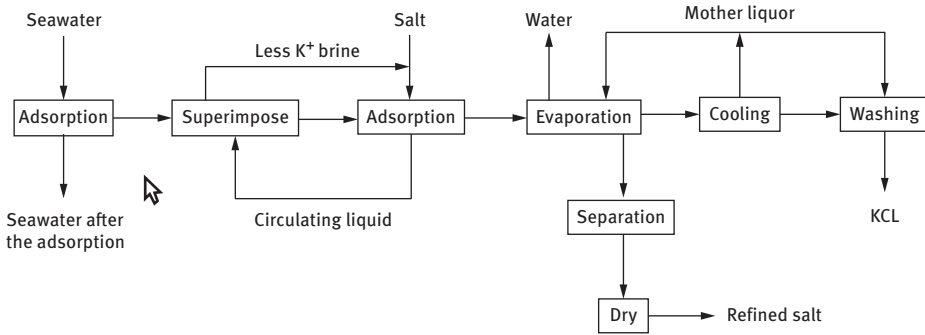 Seawater
Salt
Water
Mother liquor
Less K+ brine
Adsorption
Superimpose
Adsorption
Evaporation
Cooling
Washing
Seawater after
the adsorption
Circulating liquid
Separation
KCL
Dry
Refined salt